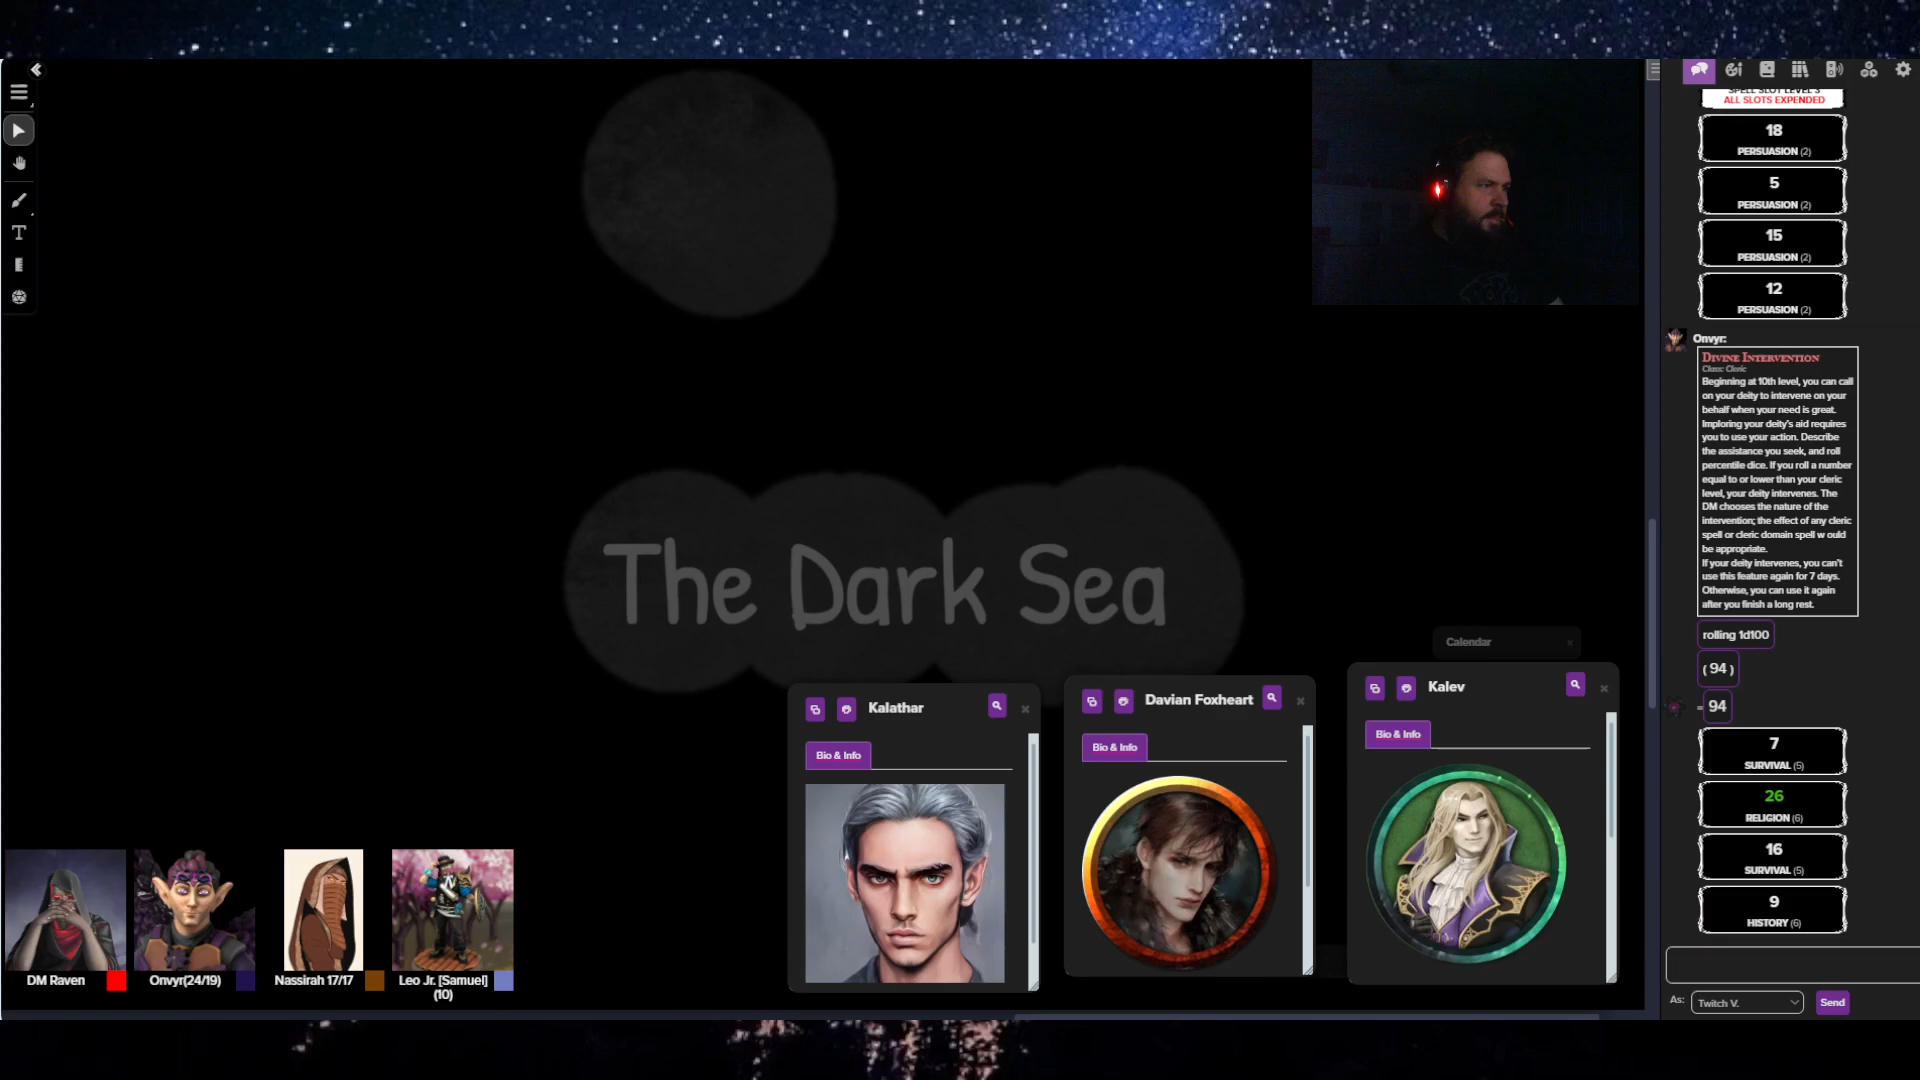 SPELL SLOT LEVEL 3
ALL SLOTS EXPENDED
18
PERSUASION (2)
5
PERSUASION (2)
15
PERSUASION (2)
12
PERSUASION (2)
Onvyr:
DIVINE INTERVENTION
Class: Cleric
Beginning at 10th level, you can call
on your deity to intervene on your
behalf when your need is great.
Imploring your deity's aid requires
you to use your action. Describe
the assistance you seek, and roll
percentile dice. If you roll a number
equal to or lower than your cleric
level, your deity intervenes. The
DM chooses the nature of the
intervention; the effect of any cleric
spell or cleric domain spell w ould
be appropriate.
If your deity intervenes, you can't
use this feature again for 7 days.
Otherwise, you can use it again
after you finish a long rest.
rolling 1d100
( 94 )
= 94
7
SURVIVAL (5)
26
RELIGION (6)
16
SURVIVAL (5)
9
HISTORY (6)
As: Twitch V. Send
The Dark Sea
Calendar
Kalathar
Bio & Info
Davian Foxheart
Bio & Info
Kalev
Bio & Info
DM Raven
Onvyr(24/19)
Nassirah 17/17
Leo Jr. [Samuel]
(10)